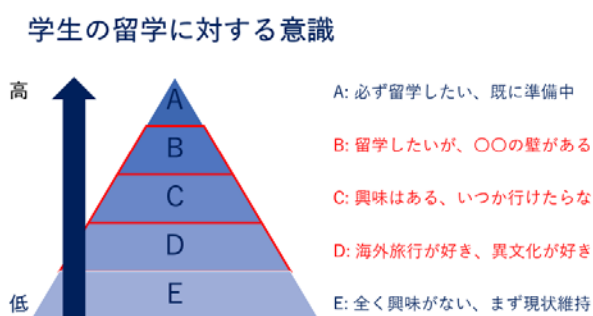 学生の留学に対する意識
高
A
A: 必ず留学したい、既に準備中
B
B: 留学したいが、〇〇の壁がある
C
C: 興味はある、いつか行けたらな
D
D: 海外旅行が好き、異文化が好き
低
E
E: 全く興味がない、まず現状維持